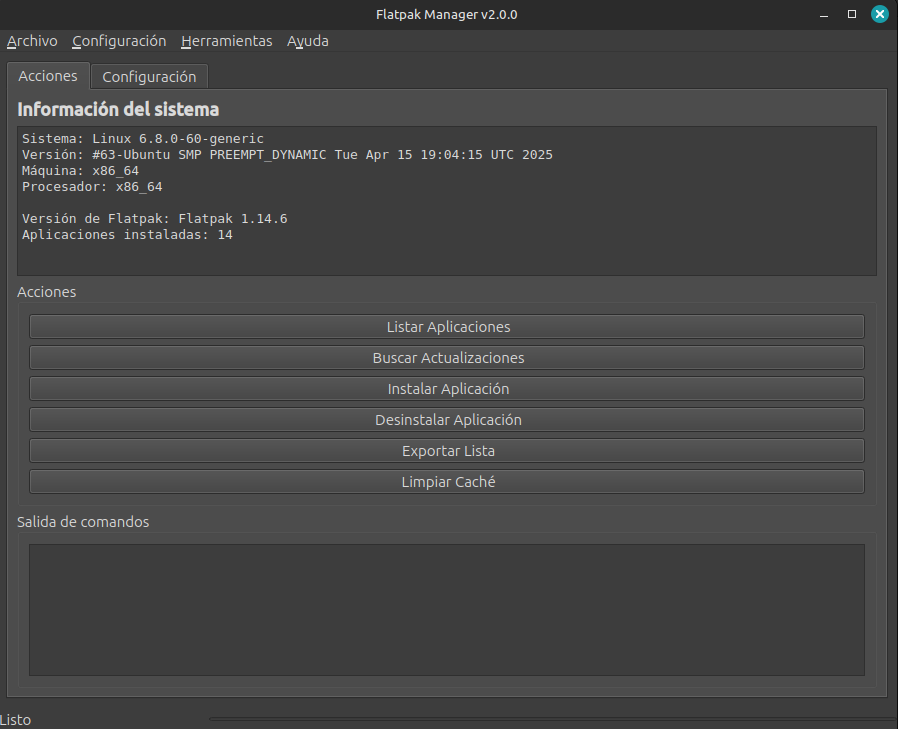 Flatpak Manager v2.0.0
Archivo Configuración Herramientas Ayuda
Acciones Configuración
Información del sistema
Sistema: Linux 6.8.0-60-generic
Versión: #63-Ubuntu SMP PREEMPT_DYNAMIC Tue Apr 15 19:04:15 UTC 2025
Máquina: x86_64
Procesador: x86_64
Versión de Flatpak: Flatpak 1.14.6
Aplicaciones instaladas: 14
Acciones
Listar Aplicaciones
Buscar Actualizaciones
Instalar Aplicación
Desinstalar Aplicación
Exportar Lista
Limpiar Caché
Salida de comandos
Listo